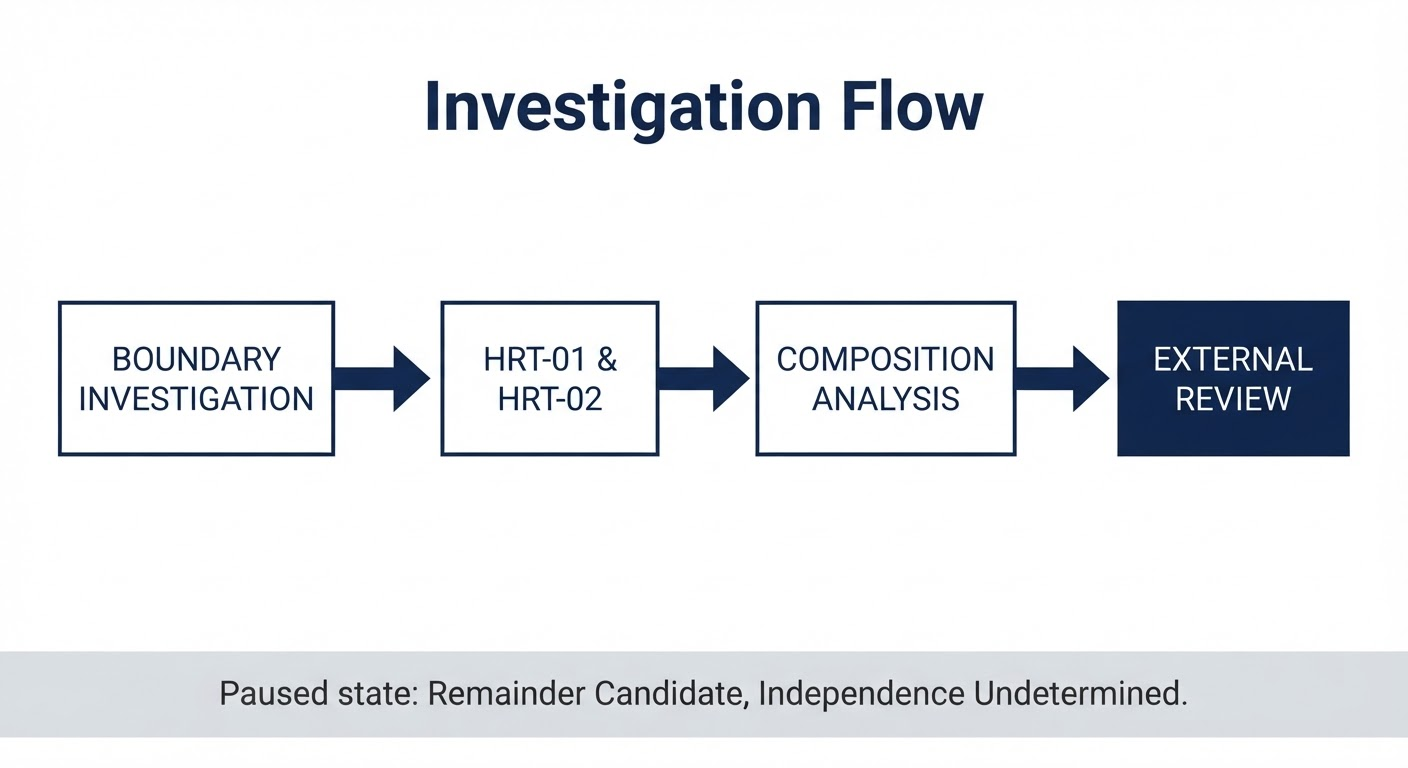 Investigation Flow
BOUNDARY
INVESTIGATION
HRT-01 &
HRT-02
COMPOSITION
ANALYSIS
EXTERNAL
REVIEW
Paused state: Remainder Candidate, Independence Undetermined.